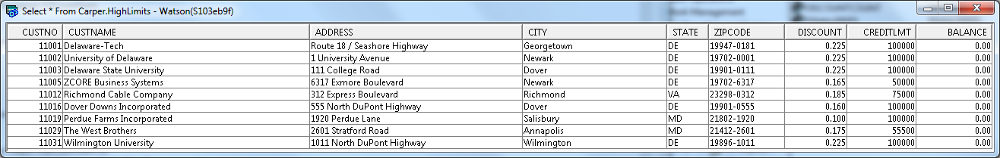 Select * From Carper.HighLimits - Watson(S103eb9f)
CUSTNO CUSTNAME ADDRESS CITY STATE ZIPCODE DISCOUNT CREDITLMT BALANCE
11001 Delaware-Tech Route 18 / Seashore Highway Georgetown DE 19947-0181 0.225 100000 0.00
11002 University of Delaware 1 University Avenue Newark DE 19702-0001 0.225 100000 0.00
11003 Delaware State University 111 College Road Dover DE 19901-0111 0.225 100000 0.00
11005 ZCORE Business Systems 6317 Exmore Boulevard Newark DE 19702-6317 0.165 50000 0.00
11012 Richmond Cable Company 312 Express Boulevard Richmond VA 23298-0312 0.185 75000 0.00
11016 Dover Downs Incorporated 555 North DuPont Highway Dover DE 19901-0555 0.160 100000 0.00
11019 Perdue Farms Incorporated 1920 Perdue Lane Salisbury MD 21802-1920 0.100 100000 0.00
11029 The West Brothers 2601 Stratford Road Annapolis MD 21412-2601 0.175 55500 0.00
11031 Wilmington University 1011 North DuPont Highway Wilmington DE 19896-1011 0.225 100000 0.00